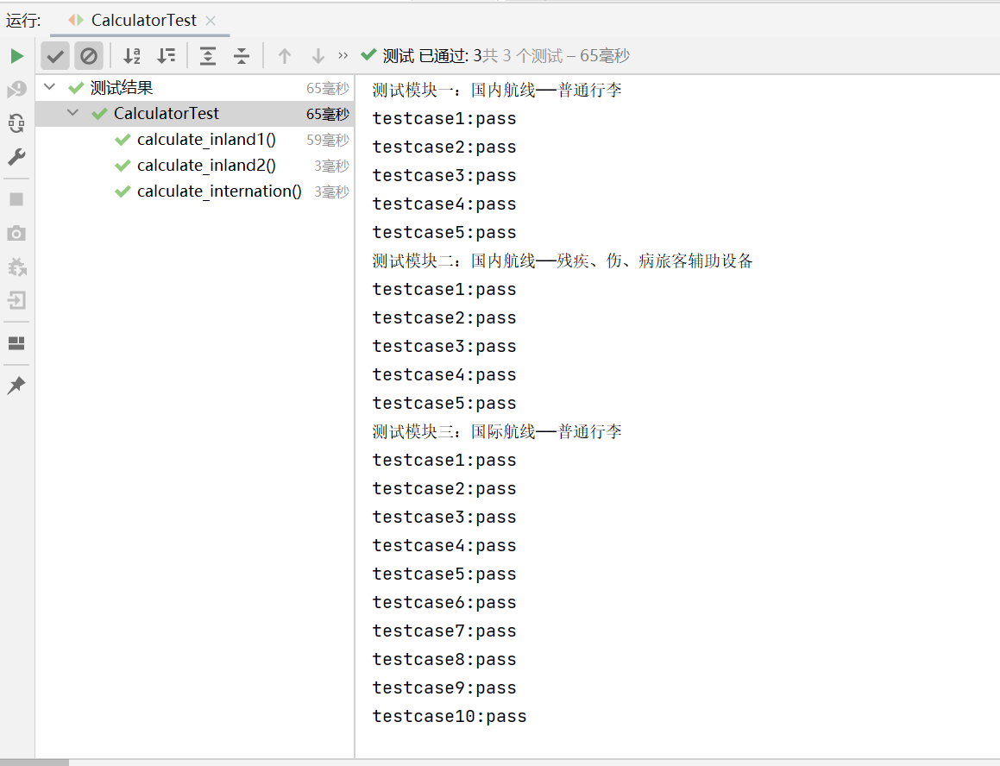 运行: CalculatorTest
测试 已通过: 3共 3 个测试 – 65毫秒
测试结果 65毫秒
CalculatorTest 65毫秒
calculate_inland1() 59毫秒
calculate_inland2() 3毫秒
calculate_internation() 3毫秒
测试模块一：国内航线——普通行李
testcase1:pass
testcase2:pass
testcase3:pass
testcase4:pass
testcase5:pass
测试模块二：国内航线——残疾、伤、病旅客辅助设备
testcase1:pass
testcase2:pass
testcase3:pass
testcase4:pass
testcase5:pass
测试模块三：国际航线——普通行李
testcase1:pass
testcase2:pass
testcase3:pass
testcase4:pass
testcase5:pass
testcase6:pass
testcase7:pass
testcase8:pass
testcase9:pass
testcase10:pass